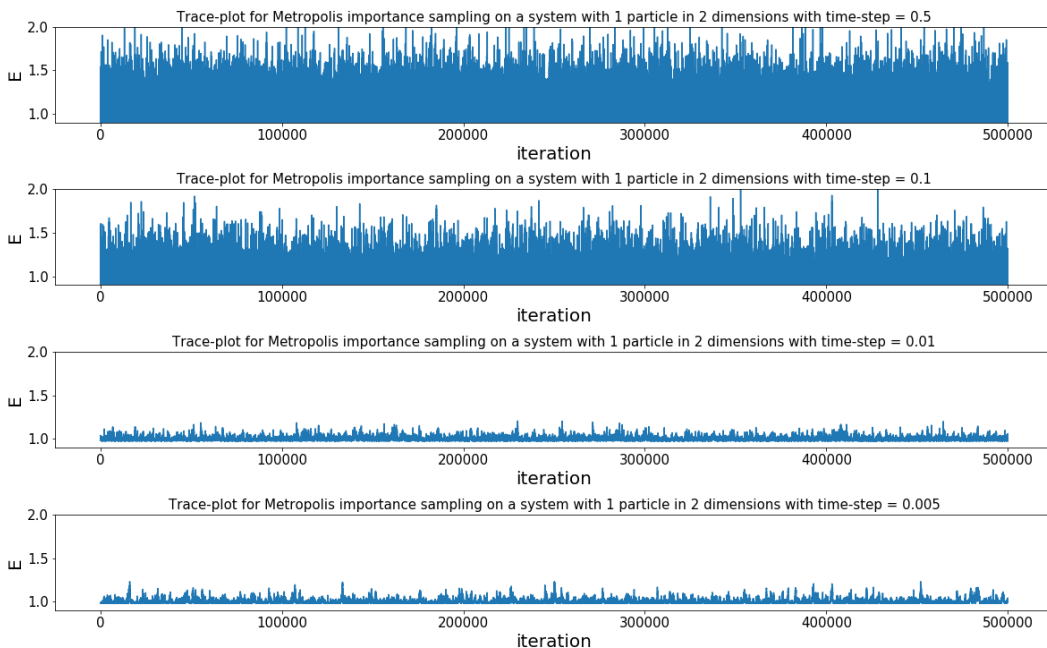 Trace-plot for Metropolis importance sampling on a system with 1 particle in 2 dimensions with time-step = 0.5
2.0
1.5
1.0
E
0 100000 200000 300000 400000 500000
iteration
Trace-plot for Metropolis importance sampling on a system with 1 particle in 2 dimensions with time-step = 0.1
2.0
1.5
1.0
E
0 100000 200000 300000 400000 500000
iteration
Trace-plot for Metropolis importance sampling on a system with 1 particle in 2 dimensions with time-step = 0.01
2.0
1.5
1.0
E
0 100000 200000 300000 400000 500000
iteration
Trace-plot for Metropolis importance sampling on a system with 1 particle in 2 dimensions with time-step = 0.005
2.0
1.5
1.0
E
0 100000 200000 300000 400000 500000
iteration